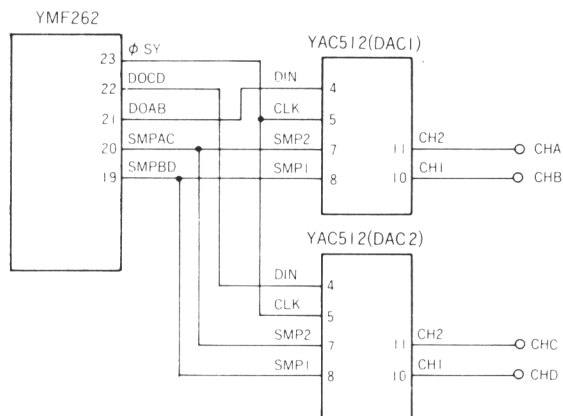 YMF262
YAC512(DAC1)
23 φ SY
22 DOCD DIN 4
21 DOAB CLK 5
20 SMPAC SMP2 7 11 CH2 CHA
19 SMPBD SMP1 8 10 CH1 CHB
YAC512(DAC2)
DIN 4
CLK 5
SMP2 7 11 CH2 CHC
SMP1 8 10 CH1 CHD